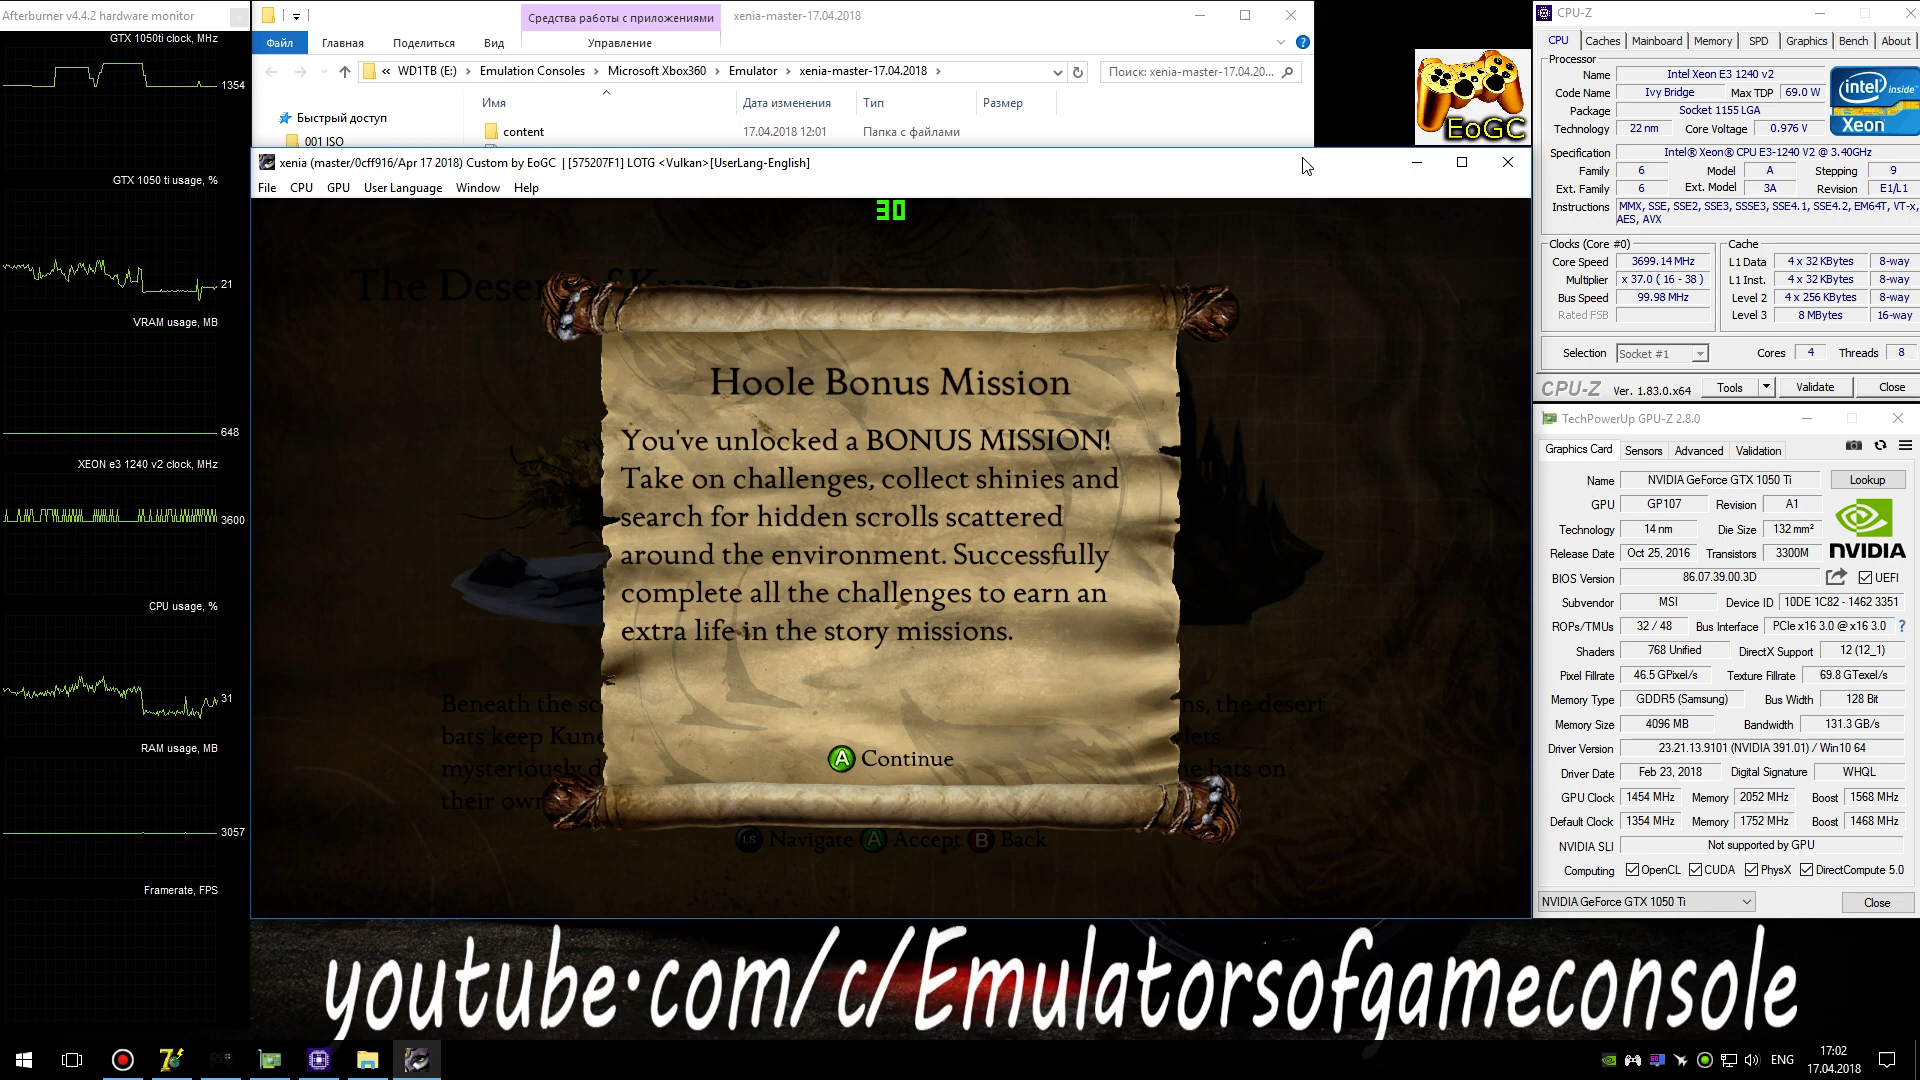 Afterburner v4.4.2 hardware monitor
GTX 1050ti clock, MHz
1354
GTX 1050 ti usage, %
21
VRAM usage, MB
648
XEON e3 1240 v2 clock, MHz
3600
CPU usage, %
31
RAM usage, MB
3057
Framerate, FPS
Средства работы с приложениями
xenia-master-17.04.2018
Файл
Главная
Поделиться
Вид
Управление
« WD1TB (E:) › Emulation Consoles › Microsoft Xbox360 › Emulator › xenia-master-17.04.2018 ›
Поиск: xenia-master-17.04.20...
Имя
Дата изменения
Тип
Размер
Быстрый доступ
001 ISO
content
17.04.2018 12:01
Папка с файлами
EoGC
xenia (master/0cff916/Apr 17 2018) Custom by EoGC | [575207F1] LOTG <Vulkan>[UserLang-English]
File CPU GPU User Language Window Help
30
The Desert of Kuneer
Hoole Bonus Mission
You've unlocked a BONUS MISSION!
Take on challenges, collect shinies and
search for hidden scrolls scattered
around the environment. Successfully
complete all the challenges to earn an
extra life in the story missions.
A Continue
Beneath the
bats keep
mysteriously
their own
the desert
bats on
LS Navigate A Accept B Back
CPU-Z
CPU Caches Mainboard Memory SPD Graphics Bench About
Processor
Name Intel Xeon E3 1240 v2
Code Name Ivy Bridge Max TDP 69.0 W
Package Socket 1155 LGA
Technology 22 nm Core Voltage 0.976 V
intel inside™
Xeon
Specification Intel® Xeon® CPU E3-1240 V2 @ 3.40GHz
Family 6 Model A Stepping 9
Ext. Family 6 Ext. Model 3A Revision E1/L1
Instructions MMX, SSE, SSE2, SSE3, SSSE3, SSE4.1, SSE4.2, EM64T, VT-x,
AES, AVX
Clocks (Core #0)
Core Speed 3699.14 MHz
Multiplier x 37.0 ( 16 - 38 )
Bus Speed 99.98 MHz
Rated FSB
Cache
L1 Data 4 x 32 KBytes 8-way
L1 Inst. 4 x 32 KBytes 8-way
Level 2 4 x 256 KBytes 8-way
Level 3 8 MBytes 16-way
Selection Socket #1 Cores 4 Threads 8
CPU-Z Ver. 1.83.0.x64 Tools Validate Close
TechPowerUp GPU-Z 2.8.0
Graphics Card Sensors Advanced Validation
Name NVIDIA GeForce GTX 1050 Ti Lookup
GPU GP107 Revision A1
Technology 14 nm Die Size 132 mm²
Release Date Oct 25, 2016 Transistors 3300M
NVIDIA
BIOS Version 86.07.39.00.3D UEFI
Subvendor MSI Device ID 10DE 1C82 - 1462 3351
ROPs/TMUs 32 / 48 Bus Interface PCIe x16 3.0 @ x16 3.0 ?
Shaders 768 Unified DirectX Support 12 (12_1)
Pixel Fillrate 46.5 GPixel/s Texture Fillrate 69.8 GTexel/s
Memory Type GDDR5 (Samsung) Bus Width 128 Bit
Memory Size 4096 MB Bandwidth 131.3 GB/s
Driver Version 23.21.13.9101 (NVIDIA 391.01) / Win10 64
Driver Date Feb 23, 2018 Digital Signature WHQL
GPU Clock 1454 MHz Memory 2052 MHz Boost 1568 MHz
Default Clock 1354 MHz Memory 1752 MHz Boost 1468 MHz
NVIDIA SLI Not supported by GPU
Computing OpenCL CUDA PhysX DirectCompute 5.0
NVIDIA GeForce GTX 1050 Ti Close
youtube.com/c/Emulatorsofgameconsole
ENG
17:02
17.04.2018